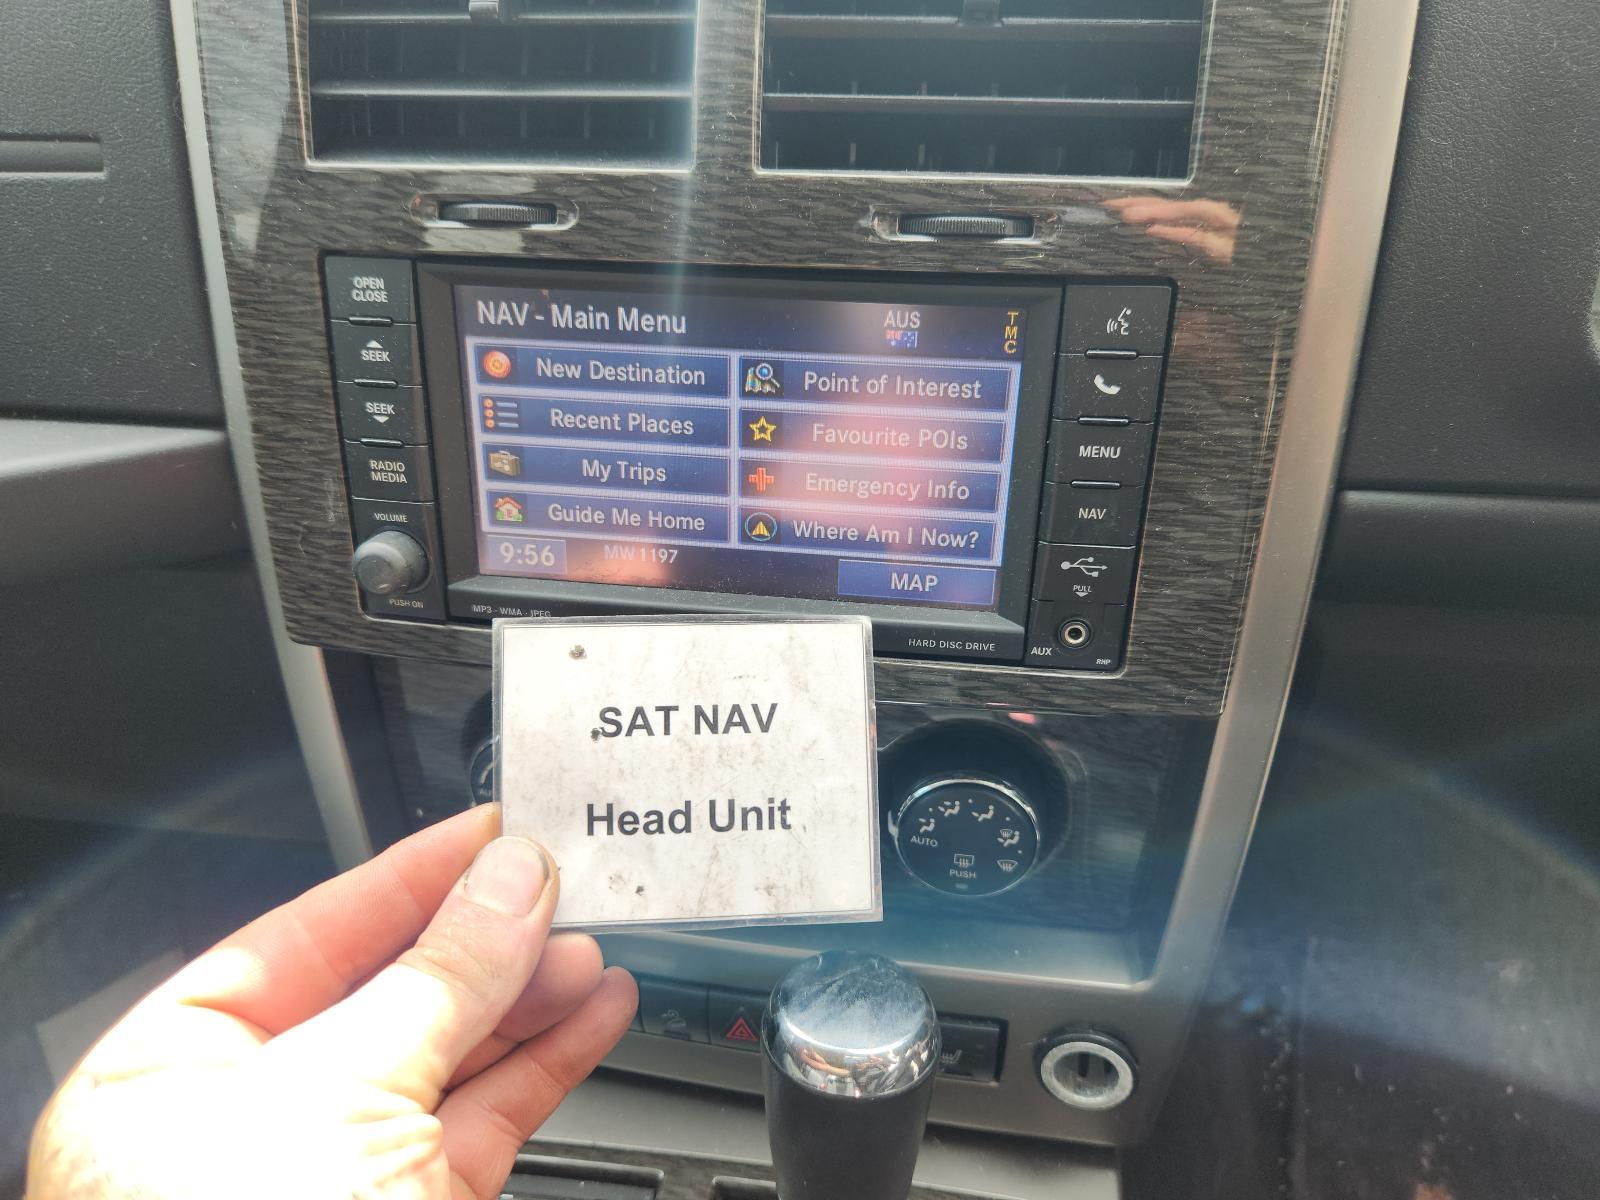 OPEN
CLOSE
SEEK
SEEK
RADIO
MEDIA
VOLUME
PUSH ON
NAV - Main Menu
AUS
TMC
New Destination
Point of Interest
Recent Places
Favourite POIs
My Trips
Emergency Info
Guide Me Home
Where Am I Now?
9:56
MW 1197
MAP
MP3 - WMA - JPEG
HARD DISC DRIVE
MENU
NAV
PULL
AUX
RHP
SAT NAV
Head Unit
AUTO
PUSH